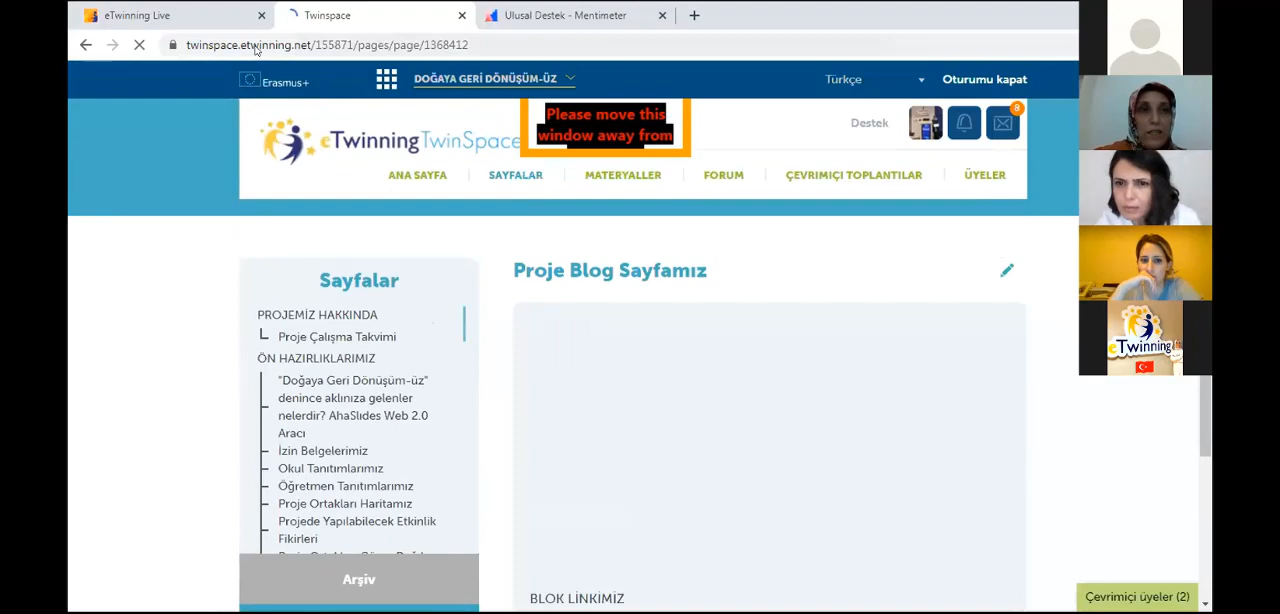 eTwinning Live
Twinspace
Ulusal Destek - Mentimeter
twinspace.etwinning.net/155871/pages/page/1368412
Erasmus+
DOĞAYA GERİ DÖNÜŞÜM-ÜZ
Türkçe
Oturumu kapat
eTwinning TwinSpace
Please move this
window away from
Destek
8
ANA SAYFA
SAYFALAR
MATERYALLER
FORUM
ÇEVRIMIÇI TOPLANTILAR
ÜYELER
Sayfalar
PROJEMİZ HAKKINDA
Proje Çalışma Takvimi
ÖN HAZIRLIKLARIMIZ
"Doğaya Geri Dönüşüm-üz"
denince aklınıza gelenler
nelerdir? AhaSlides Web 2.0
Aracı
İzin Belgelerimiz
Okul Tanıtımlarımız
Öğretmen Tanıtımlarımız
Proje Ortakları Haritamız
Projede Yapılabilecek Etkinlik
Fikirleri
Arşiv
Proje Blog Sayfamız
BLOK LİNKİMİZ
eTwinning
Çevrimiçi üyeler (2)